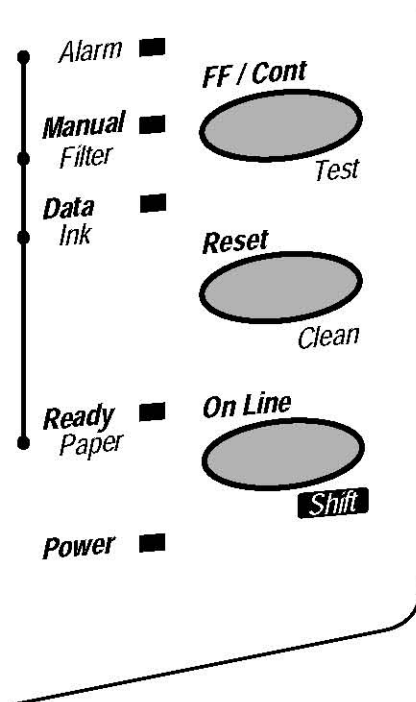 Alarm
FF / Cont
Manual
Filter
Test
Data
Ink
Reset
Clean
Ready
Paper
On Line
Shift
Power